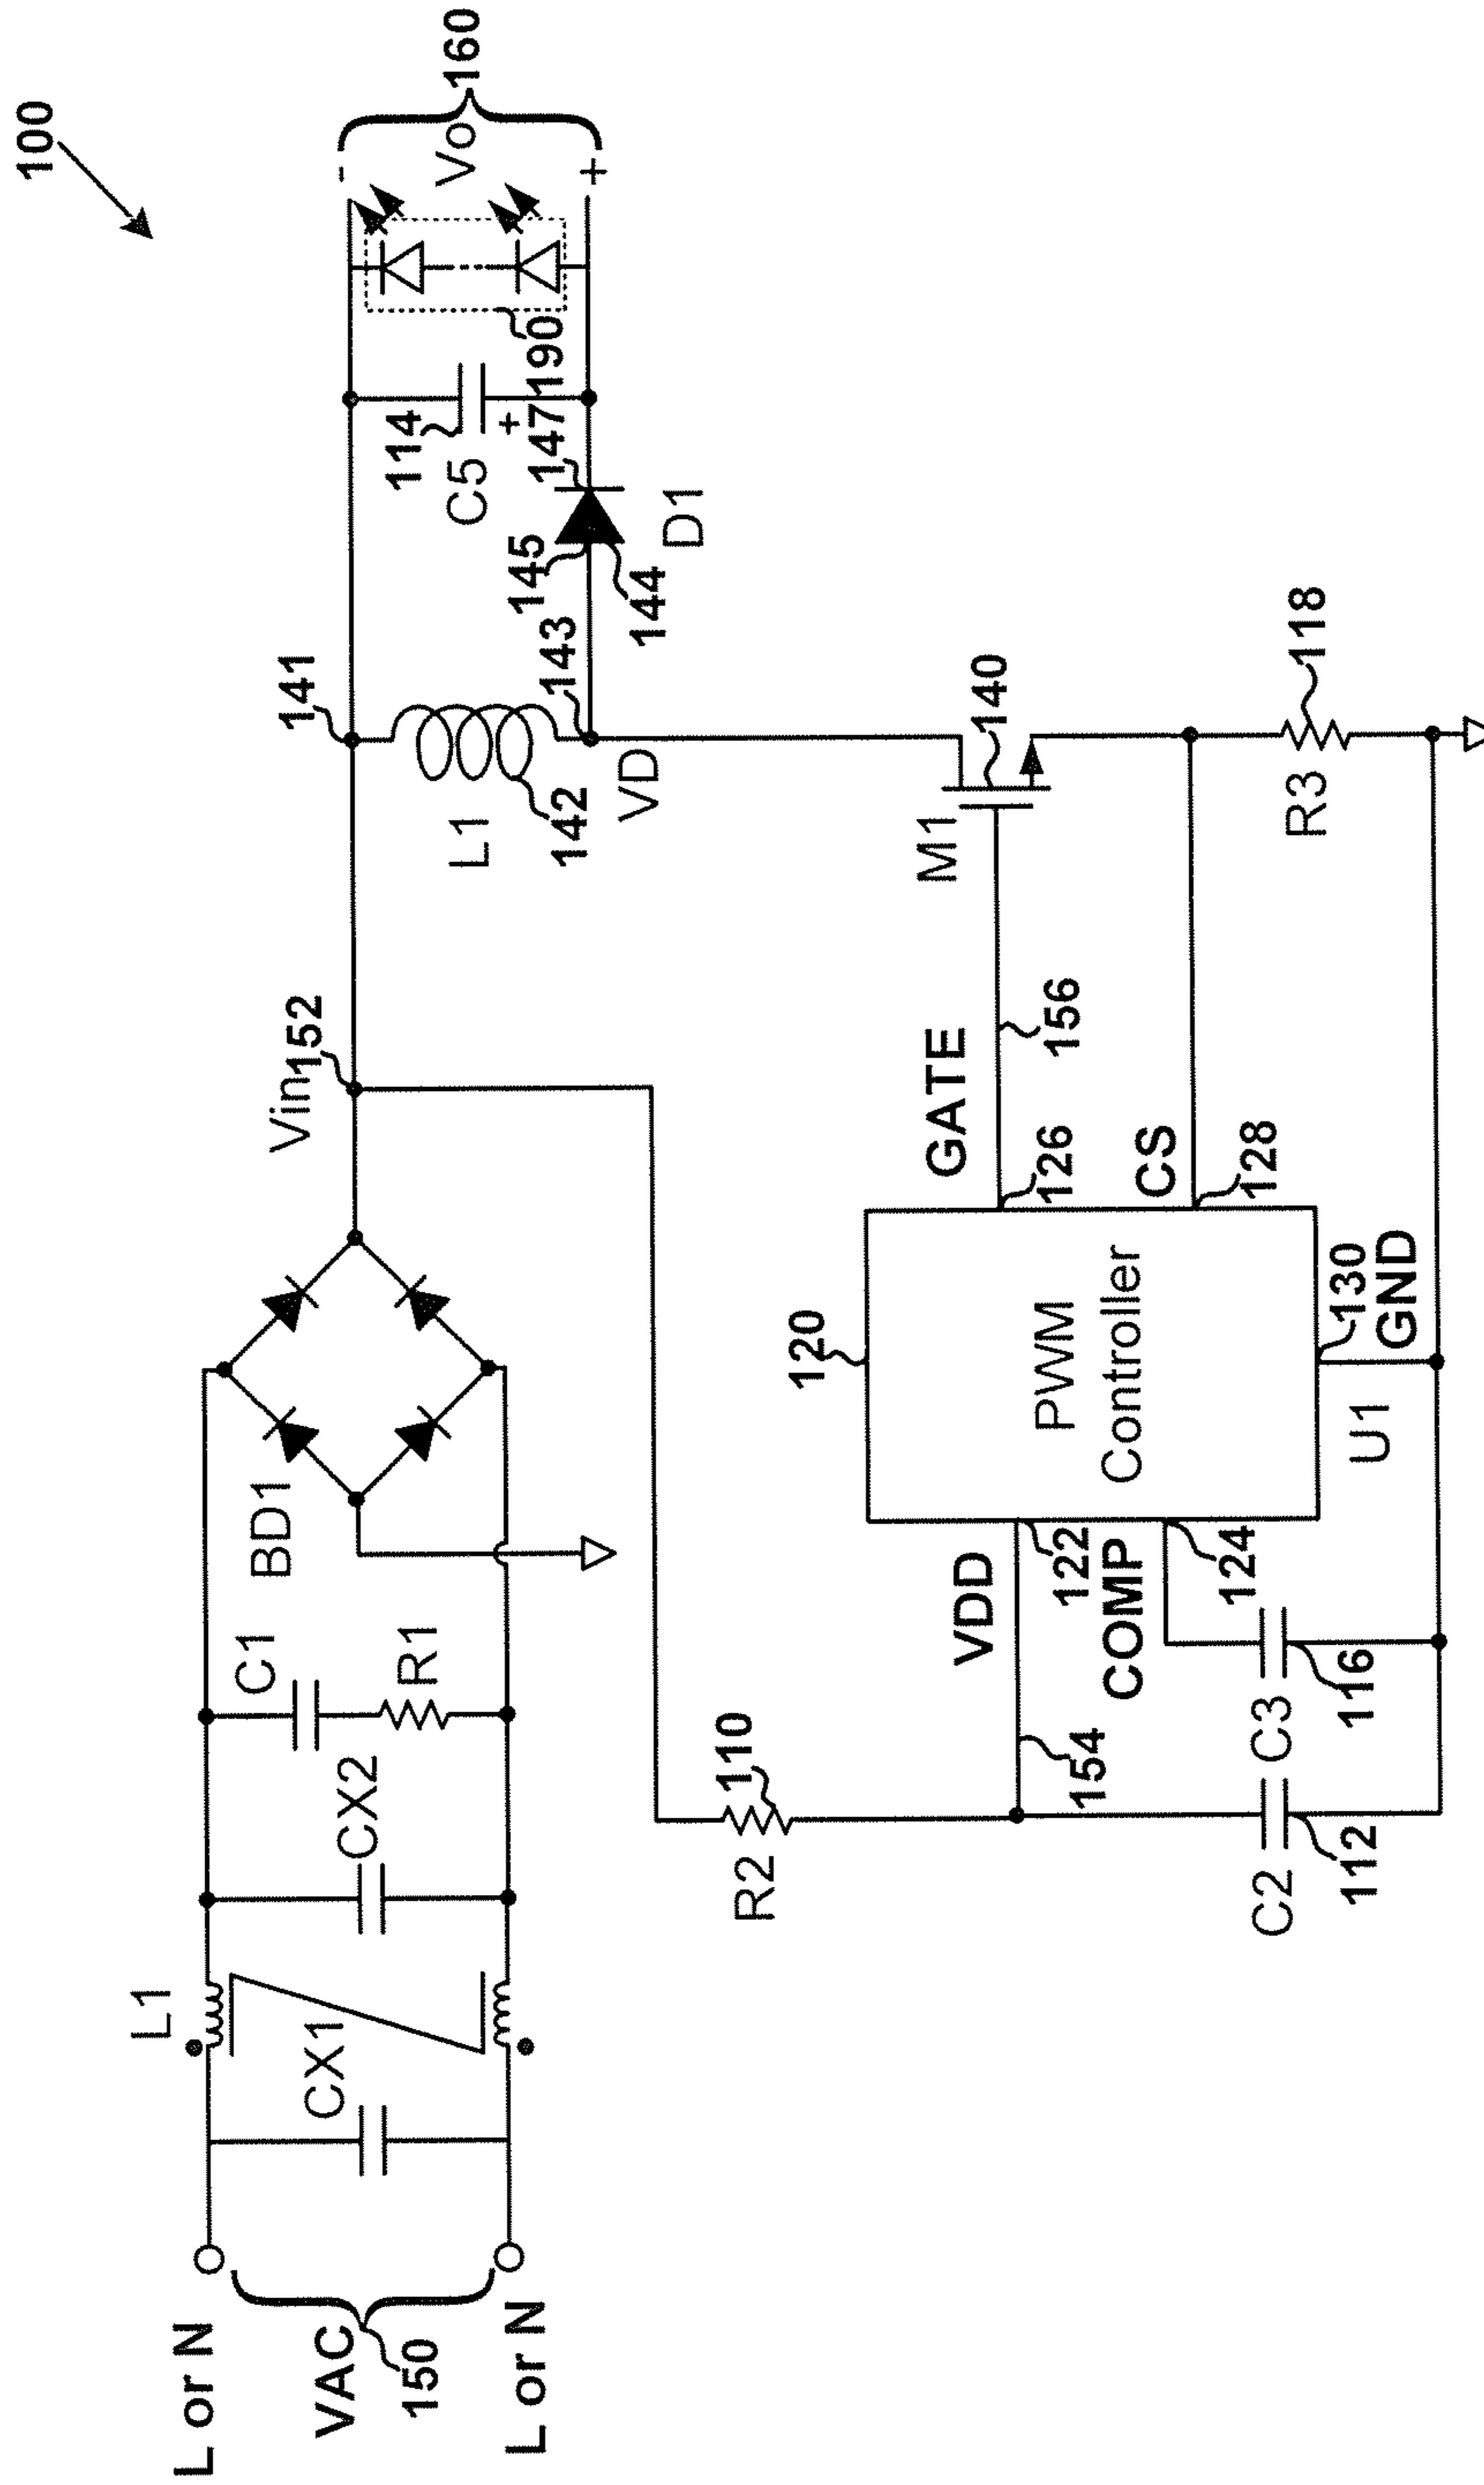 100
L or N
VAC
150
L or N
L1
CX1
CX2
C1
R1
BD1
Vin
152
141
L1
142
143
VD
145
144
D1
147
114
C5
+
190
-
Vo
+
160
R2
110
154
VDD
122
COMP
124
C2
112
C3
116
120
PWM
Controller
U1
130
GND
GATE
126
156
CS
128
M1
140
R3
118